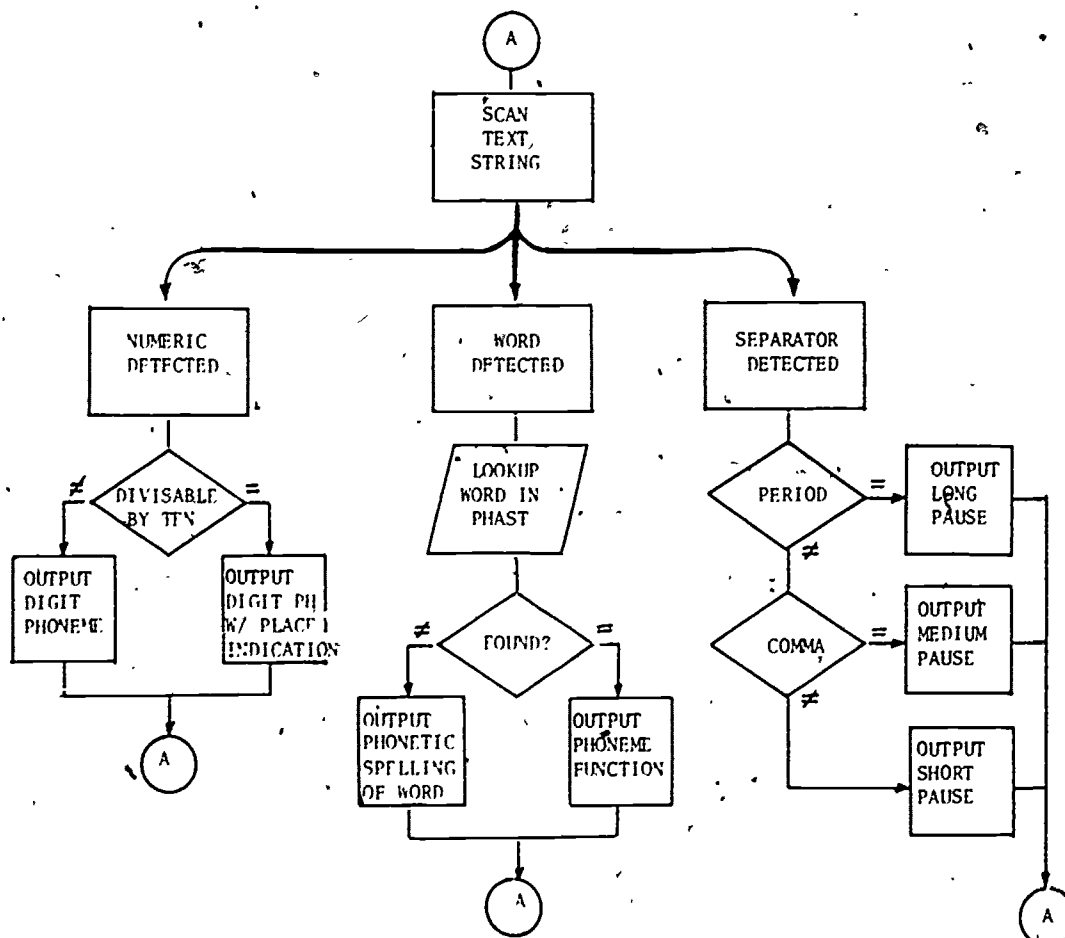 A
SCAN
TEXT,
STRING
NUMERIC
DETECTED
WORD
DETECTED
SEPARATOR
DETECTED
DIVISABLE
BY TEN
≠
=
OUTPUT
DIGIT
PHONEME
OUTPUT
DIGIT PH
W/ PLACE
INDICATION
A
LOOKUP
WORD IN
PHAST
FOUND?
≠
=
OUTPUT
PHONETIC
SPELLING
OF WORD
OUTPUT
PHONEME
FUNCTION
A
PERIOD
=
≠
OUTPUT
LONG
PAUSE
COMMA
=
≠
OUTPUT
MEDIUM
PAUSE
OUTPUT
SHORT
PAUSE
A